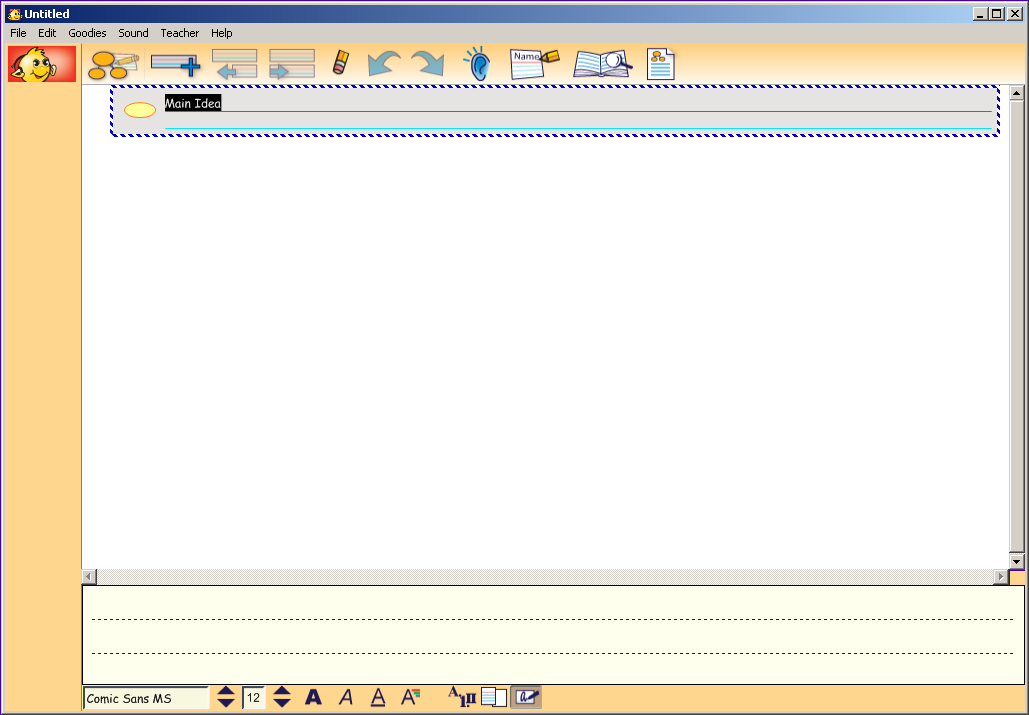 Untitled
File Edit Goodies Sound Teacher Help
Name
Main Idea
Comic Sans MS 12 A A A A